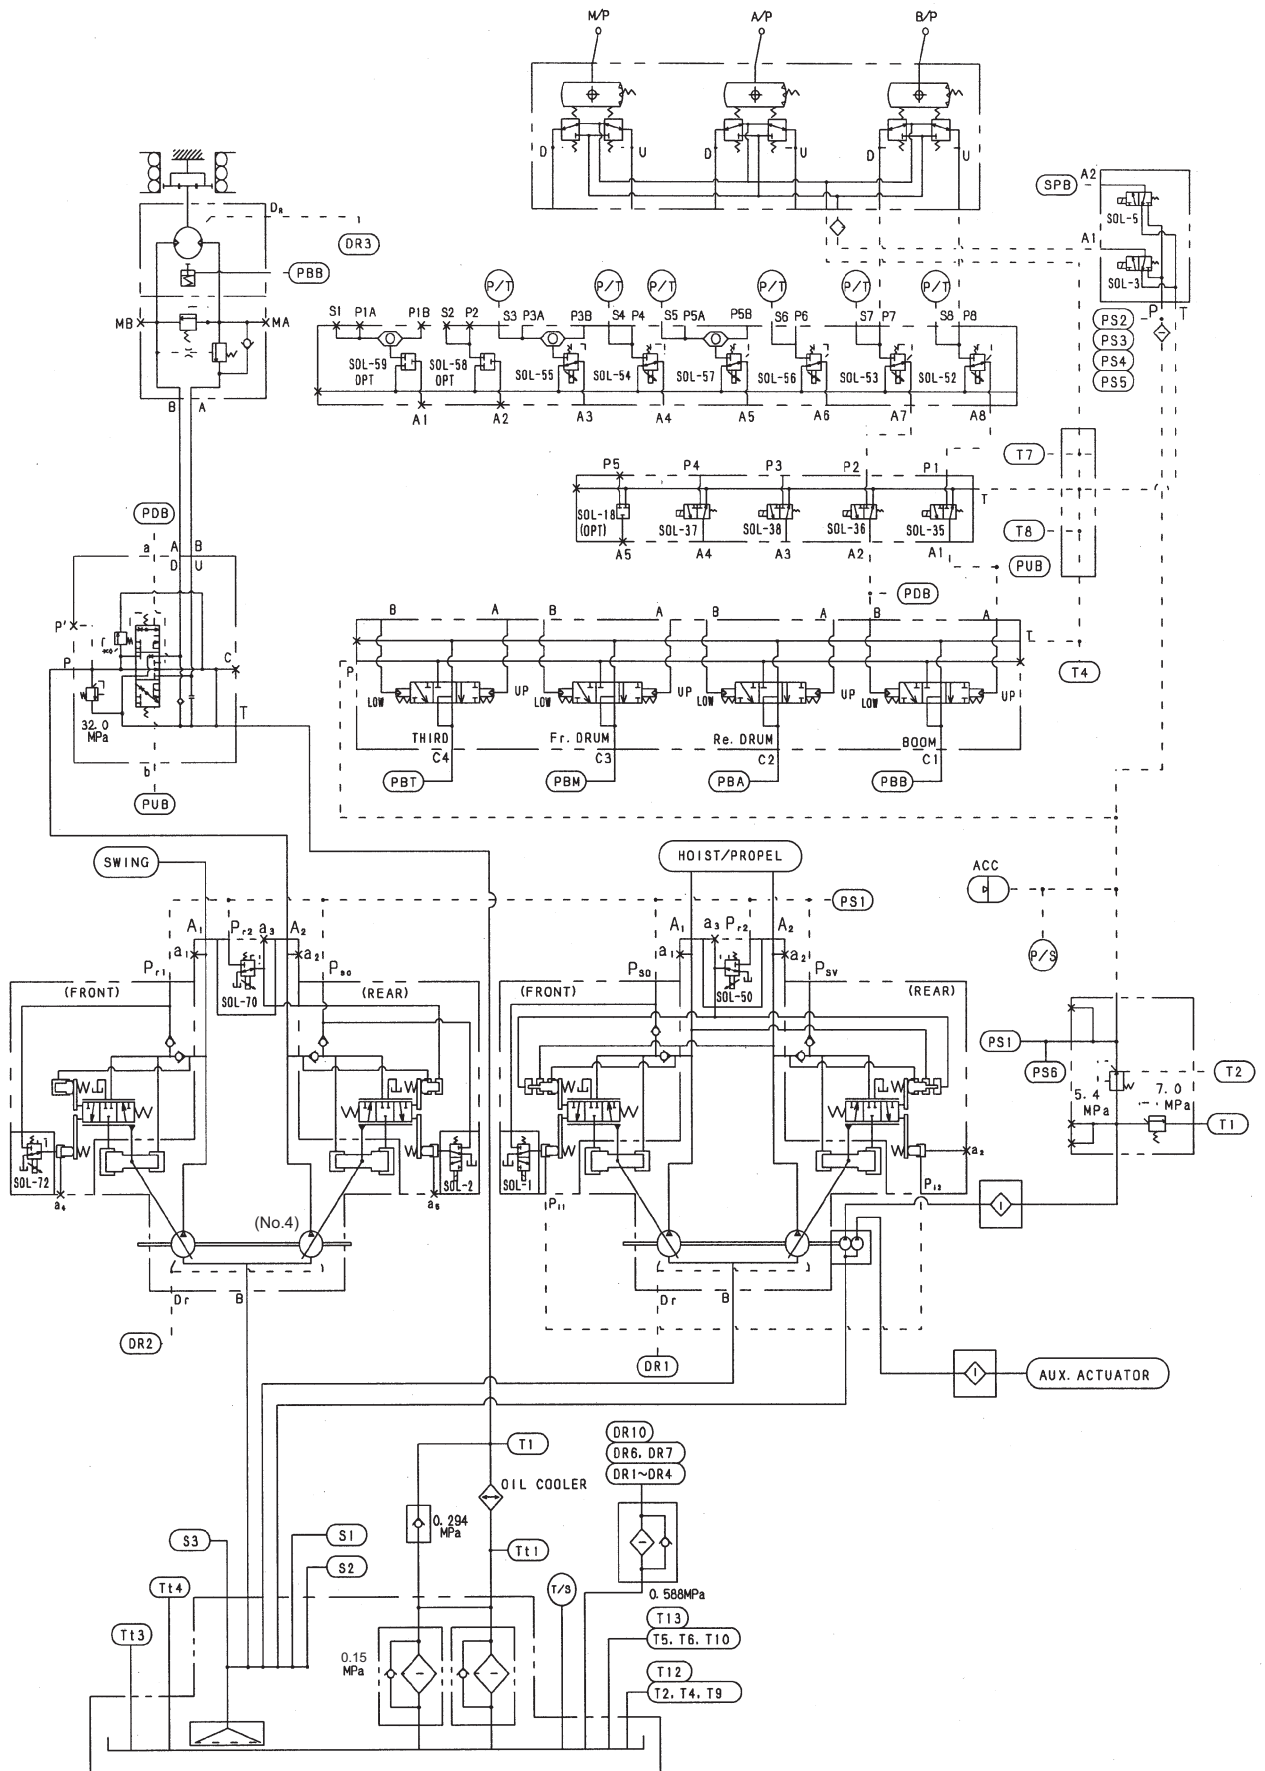 M/P A/P B/P
D U D U D U
A2
SPB
SOL-5
A1
SOL-3
P T
DR
DR3
PBB
MB MA
B A
P/T P/T P/T P/T P/T P/T
S1 P1A P1B S2 P2 S3 P3A P3B S4 P4 S5 P5A P5B S6 P6 S7 P7 S8 P8
SOL-59
OPT
SOL-58
OPT
SOL-55 SOL-54 SOL-57 SOL-56 SOL-53 SOL-52
A1 A2 A3 A4 A5 A6 A7 A8
PS2
PS3
PS4
PS5
T7
P5 P4 P3 P2 P1
T
SOL-18
(OPT)
SOL-37 SOL-38 SOL-36 SOL-35
A5 A4 A3 A2 A1
T8
PUB
PDB
PDB
a A B
D U
P'
P C
T
32.0
MPa
b
PUB
B A B A B A B A
T
P
T4
LOW UP LOW UP LOW UP LOW UP
THIRD Fr. DRUM Re. DRUM BOOM
C4 C3 C2 C1
PBT PBM PBA PBB
SWING
HOIST/PROPEL
ACC
PS1
P/S
A1 Pr2 a3 A2
a1 a2
Pr1
(FRONT) SOL-70 (REAR)
SOL-72 SOL-2
a4 a5
(No.4)
Dr B
DR2
A1 a3 Pr2 A2
a1 a2
PSV
(FRONT) SOL-50 (REAR)
SOL-1
a2
P11 P12
Dr B
DR1
PS1
PS6
T2
5.4
MPa
7.0
MPa
T1
AUX. ACTUATOR
T1
OIL COOLER
0.294
MPa
Tt1
DR10
DR6, DR7
DR1~DR4
0.588MPa
S3
S1
S2
Tt4
Tt3
T/S
0.15
MPa
T13
T5, T6, T10
T12
T2, T4, T9